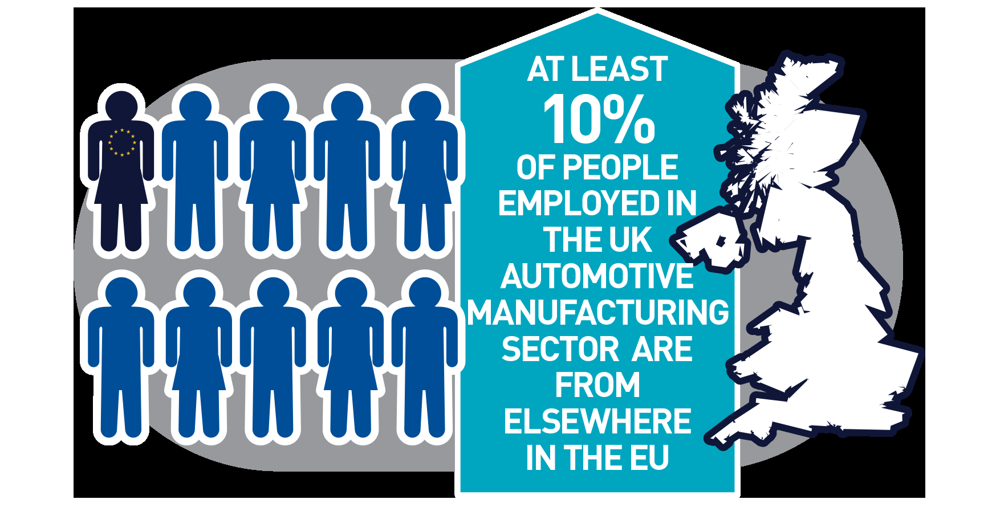 AT LEAST
10%
OF PEOPLE
EMPLOYED IN
THE UK
AUTOMOTIVE
MANUFACTURING
SECTOR ARE
FROM
ELSEWHERE
IN THE EU